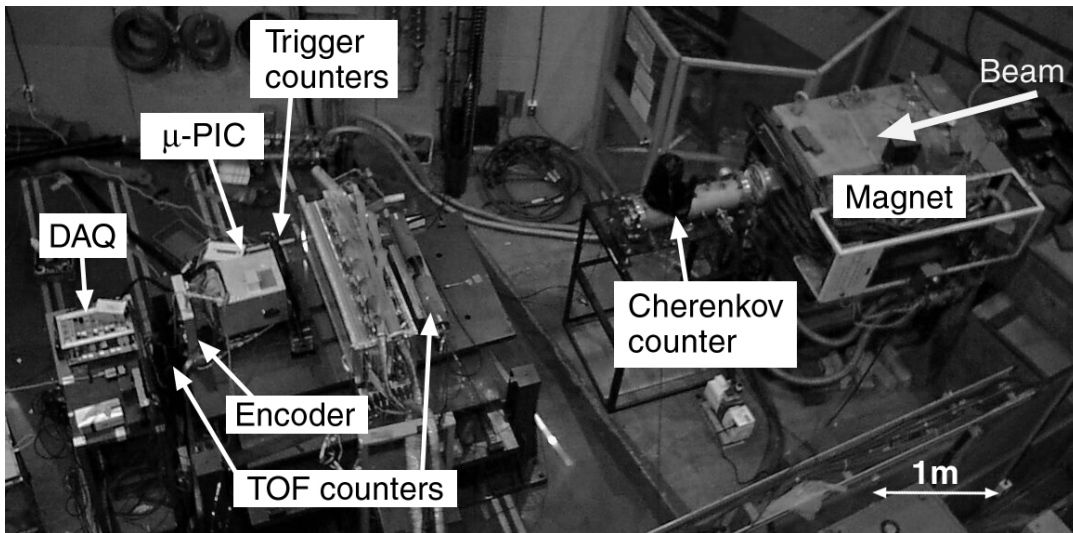 Trigger
counters
Beam
μ-PIC
Magnet
DAQ
Cherenkov
counter
Encoder
TOF counters
1m